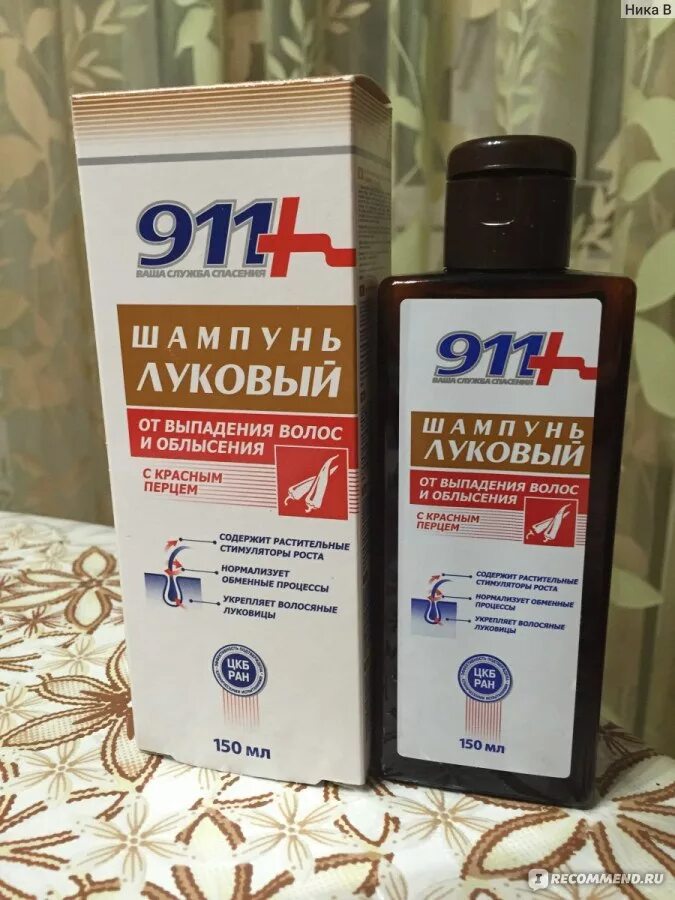 Ника В
911+
ВАША СЛУЖБА СПАСЕНИЯ
ШАМПУНЬ
ЛУКОВЫЙ
ОТ ВЫПАДЕНИЯ ВОЛОС
И ОБЛЫСЕНИЯ
С КРАСНЫМ
ПЕРЦЕМ
СОДЕРЖИТ РАСТИТЕЛЬНЫЕ
СТИМУЛЯТОРЫ РОСТА
НОРМАЛИЗУЕТ
ОБМЕННЫЕ ПРОЦЕССЫ
УКРЕПЛЯЕТ ВОЛОСЯНЫЕ
ЛУКОВИЦЫ
ЦКБ
РАН
150 мл
911+
ВАША СЛУЖБА СПАСЕНИЯ
ШАМПУНЬ
ЛУКОВЫЙ
ОТ ВЫПАДЕНИЯ ВОЛОС
И ОБЛЫСЕНИЯ
С КРАСНЫМ
ПЕРЦЕМ
СОДЕРЖИТ РАСТИТЕЛЬНЫЕ
СТИМУЛЯТОРЫ РОСТА
НОРМАЛИЗУЕТ ОБМЕННЫЕ
ПРОЦЕССЫ
УКРЕПЛЯЕТ ВОЛОСЯНЫЕ
ЛУКОВИЦЫ
ЦКБ
РАН
150 мл
IRECOMMEND.RU